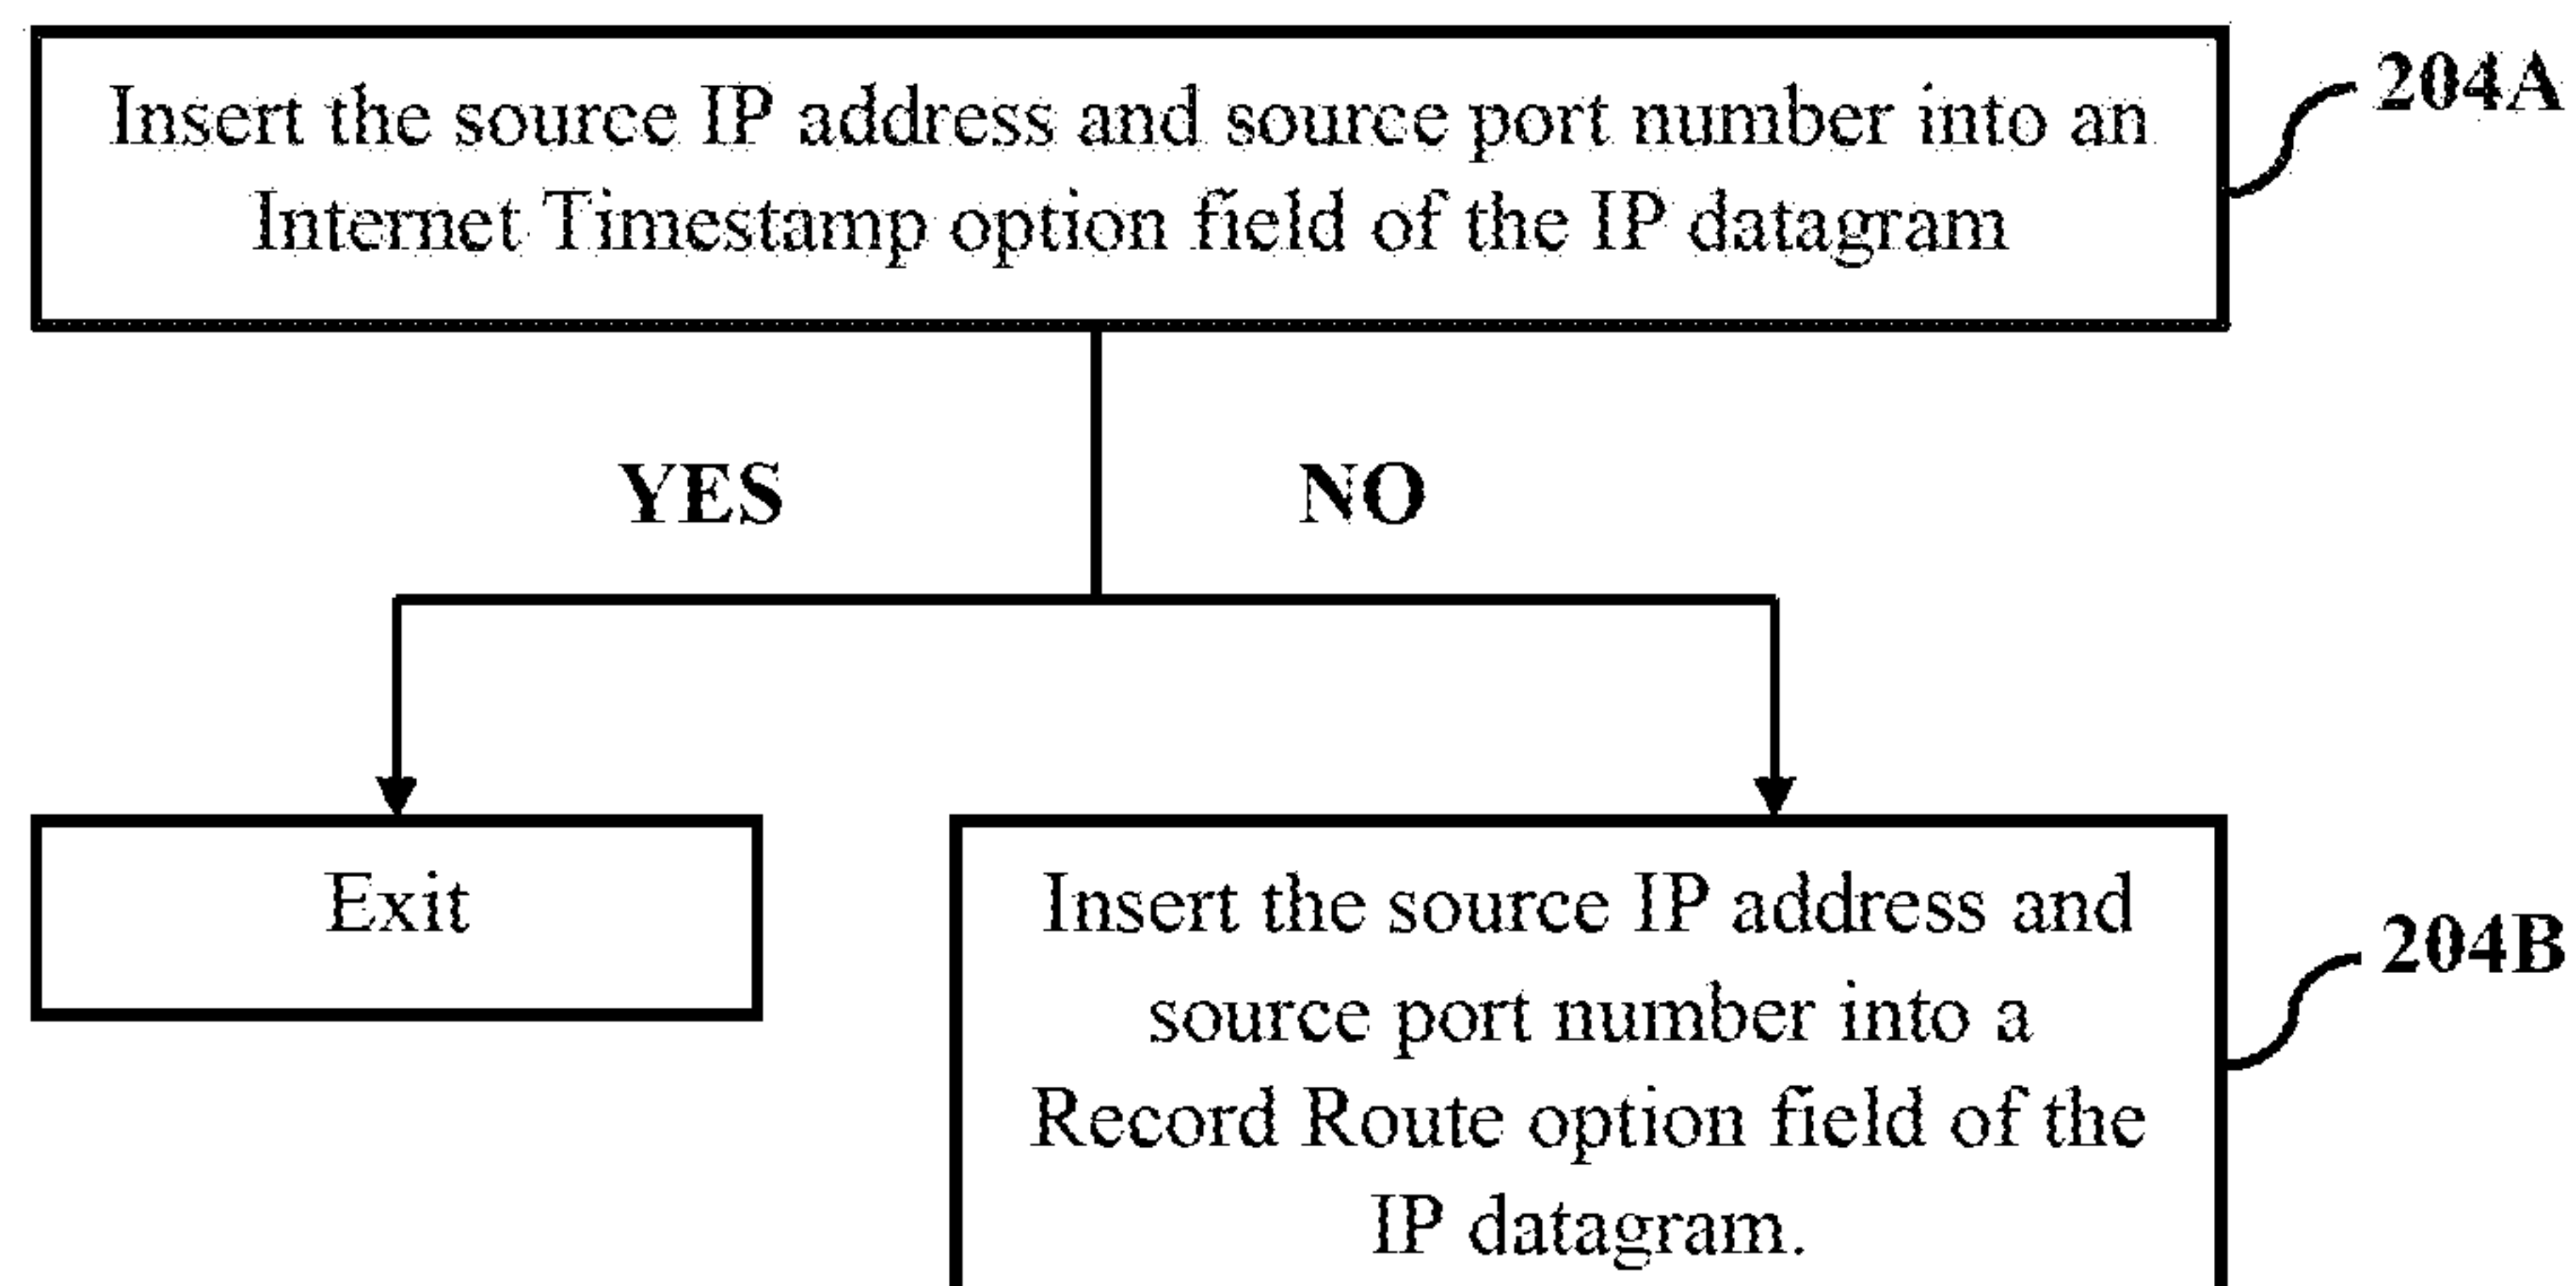 Insert the source IP address and source port number into an
Internet Timestamp option field of the IP datagram
204A
YES
NO
Exit
Insert the source IP address and
source port number into a
Record Route option field of the
IP datagram.
204B